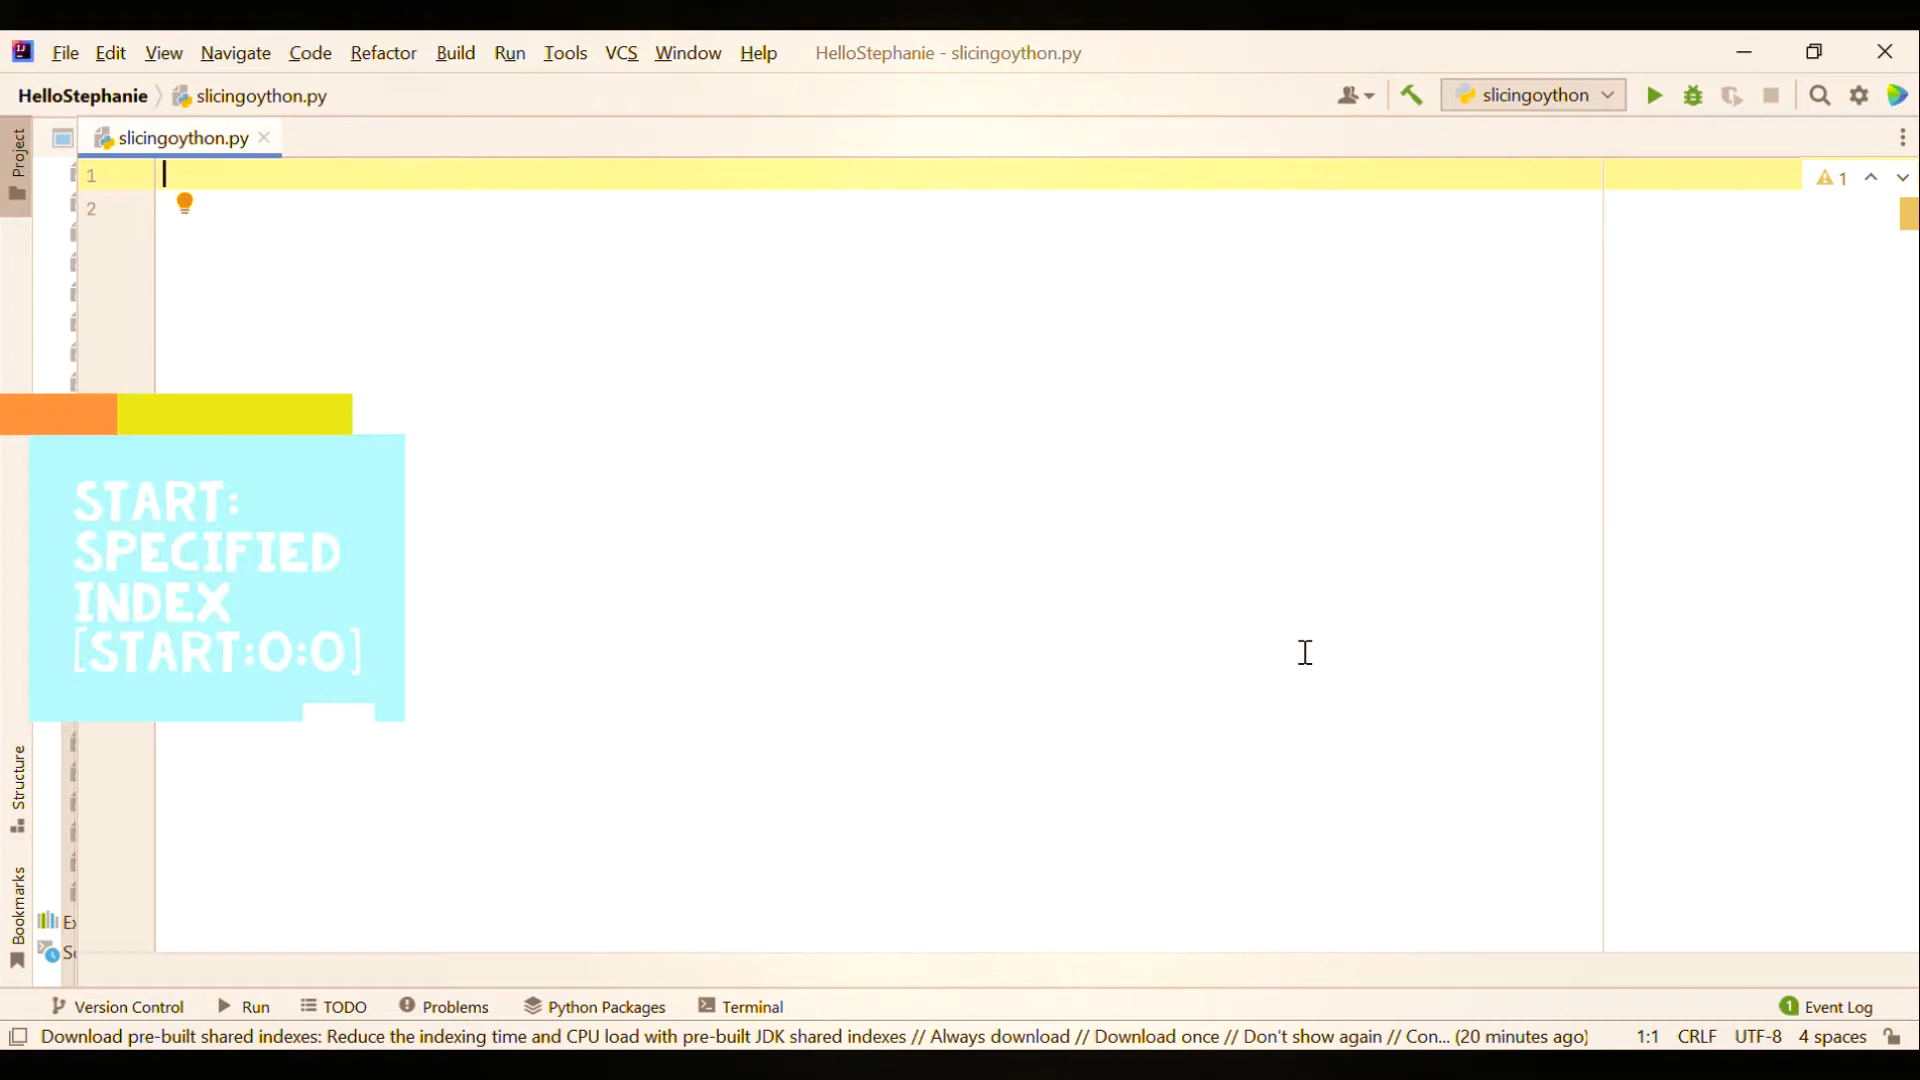 File Edit View Navigate Code Refactor Build Run Tools VCS Window Help HelloStephanie - slicingoython.py
HelloStephanie slicingoython.py slicingoython
Project
slicingoython.py
1
2
1
START:
SPECIFIED
INDEX
[START:0:0]
Structure
Bookmarks
Ex
Version Control Run TODO Problems Python Packages Terminal 1 Event Log
Download pre-built shared indexes: Reduce the indexing time and CPU load with pre-built JDK shared indexes // Always download // Download once // Don't show again // Con... (20 minutes ago) 1:1 CRLF UTF-8 4 spaces